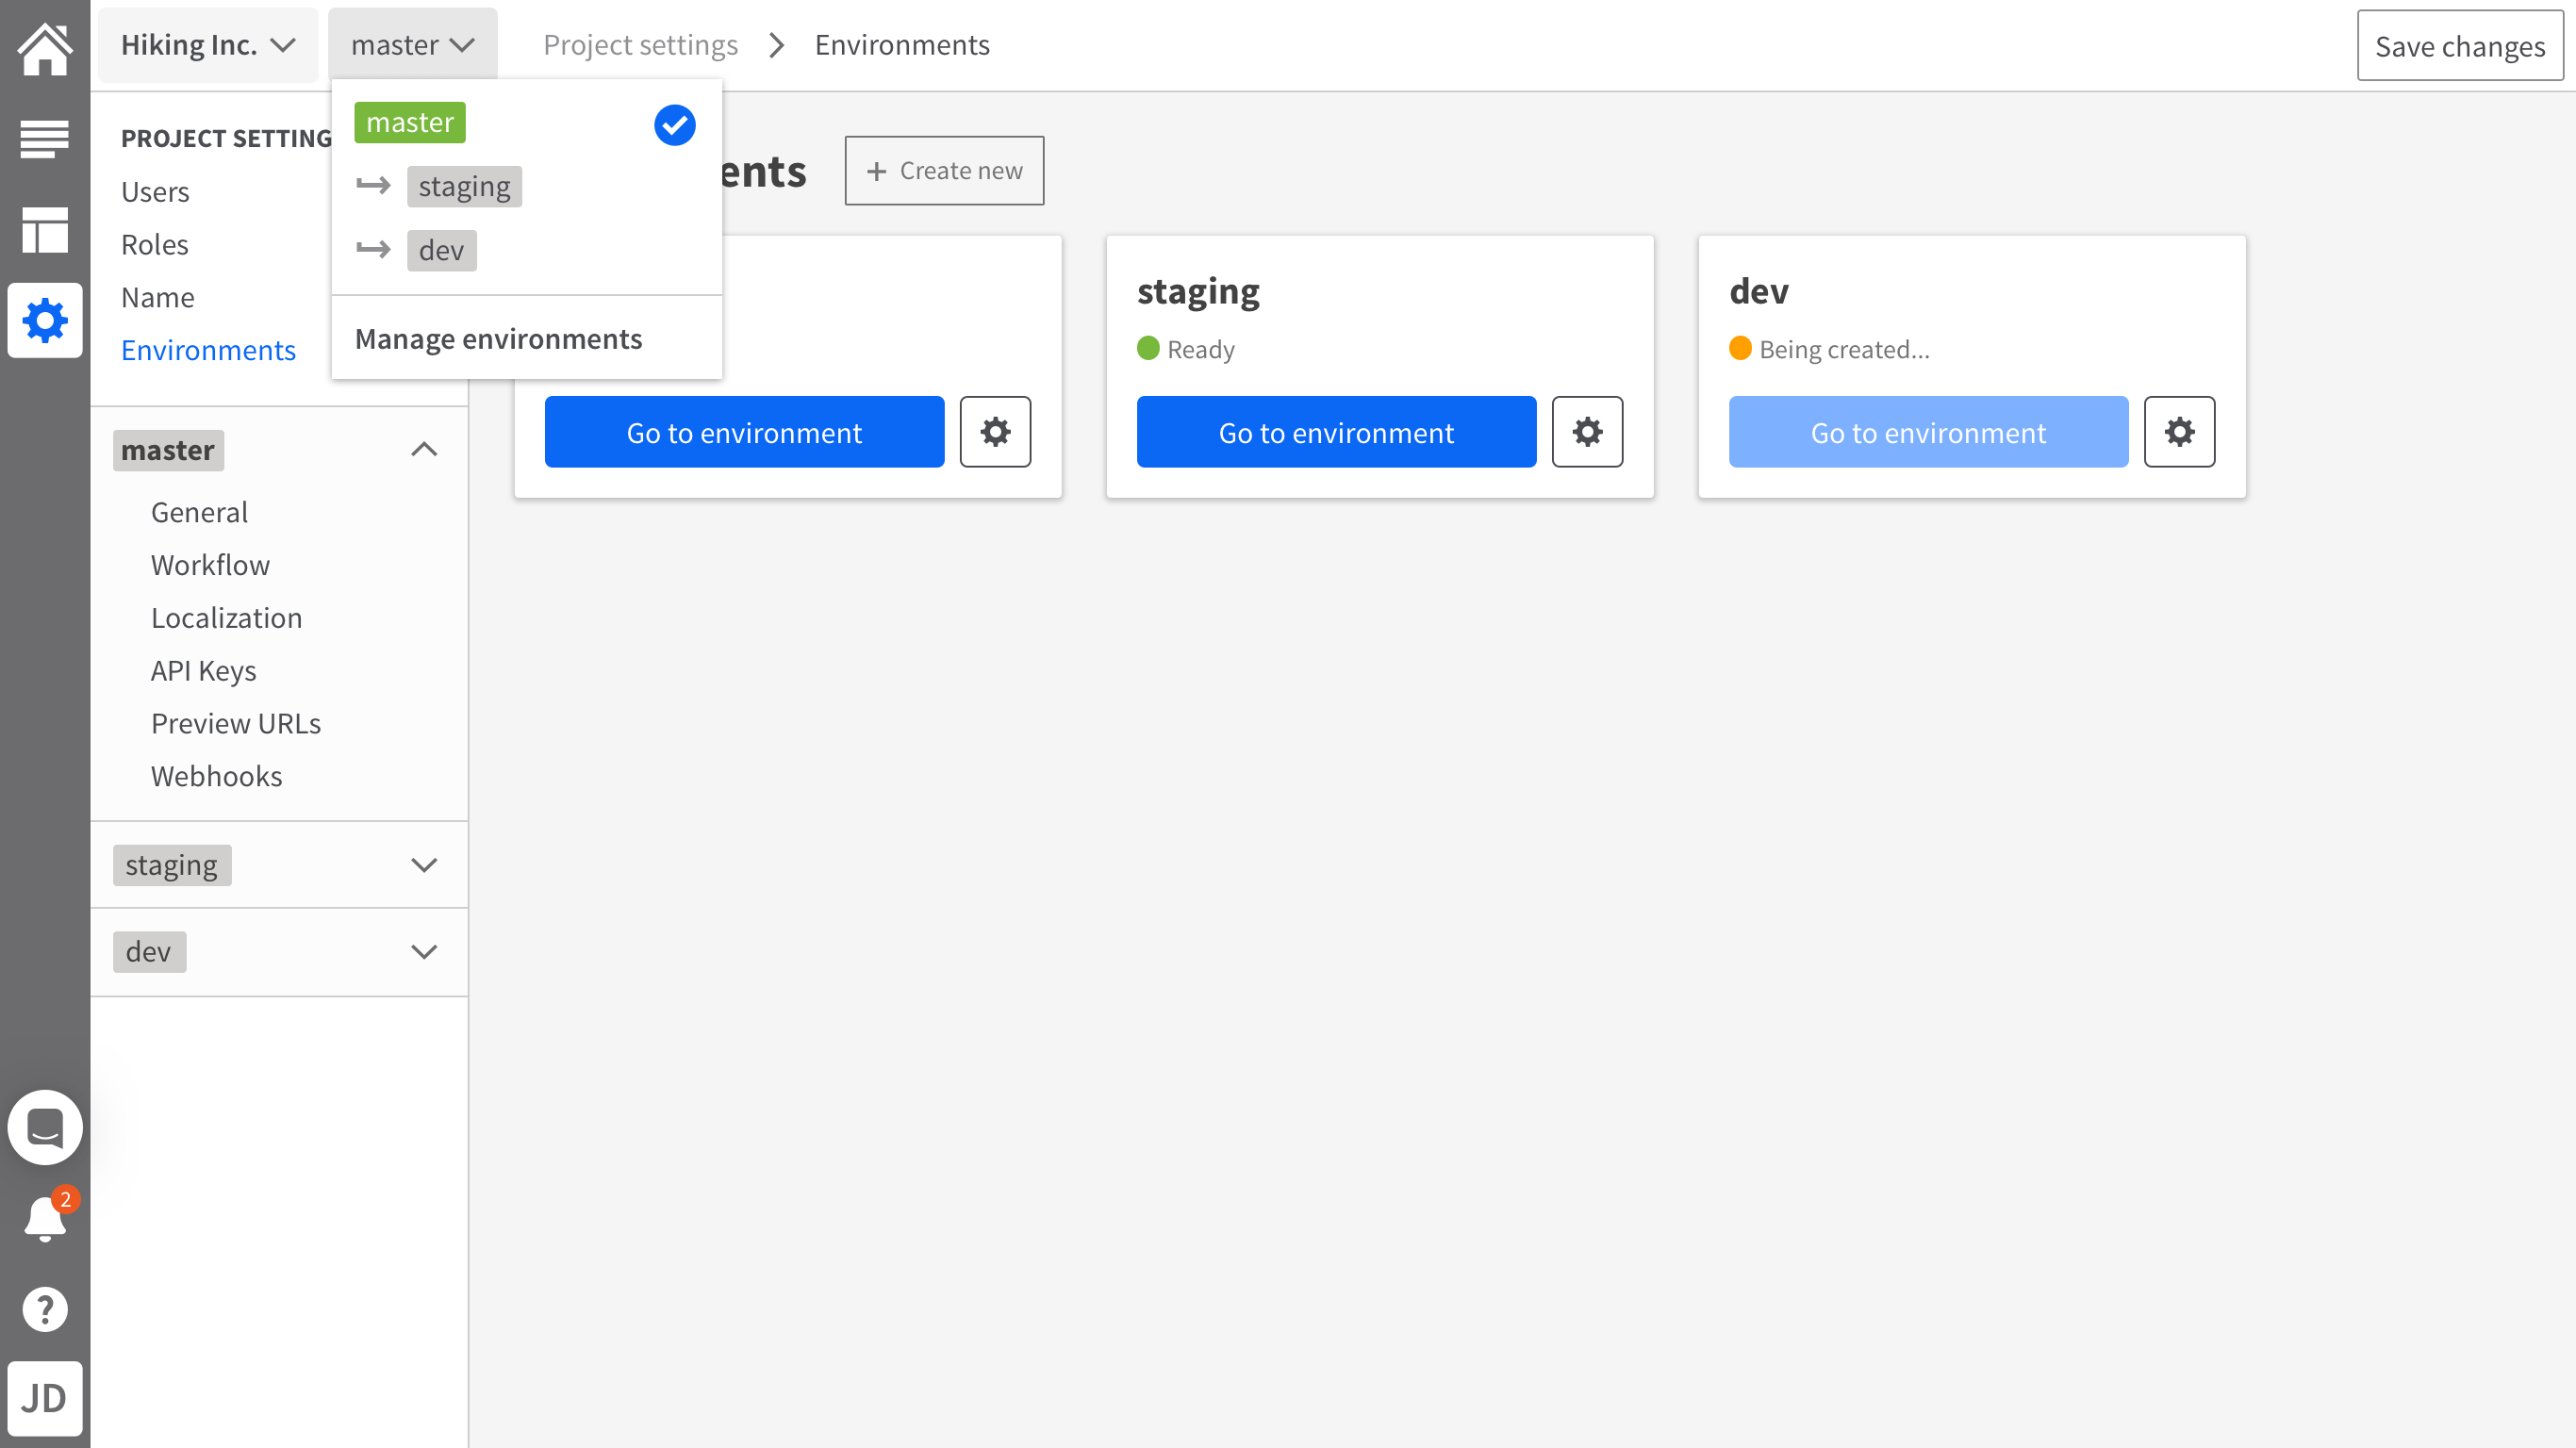 Hiking Inc.
master
Project settings
Environments
Save changes
master
staging
dev
Manage environments
PROJECT SETTING
Users
Roles
Name
Environments
master
General
Workflow
Localization
API Keys
Preview URLs
Webhooks
staging
dev
ents
+ Create new
Go to environment
staging
Ready
Go to environment
dev
Being created...
Go to environment
2
?
JD